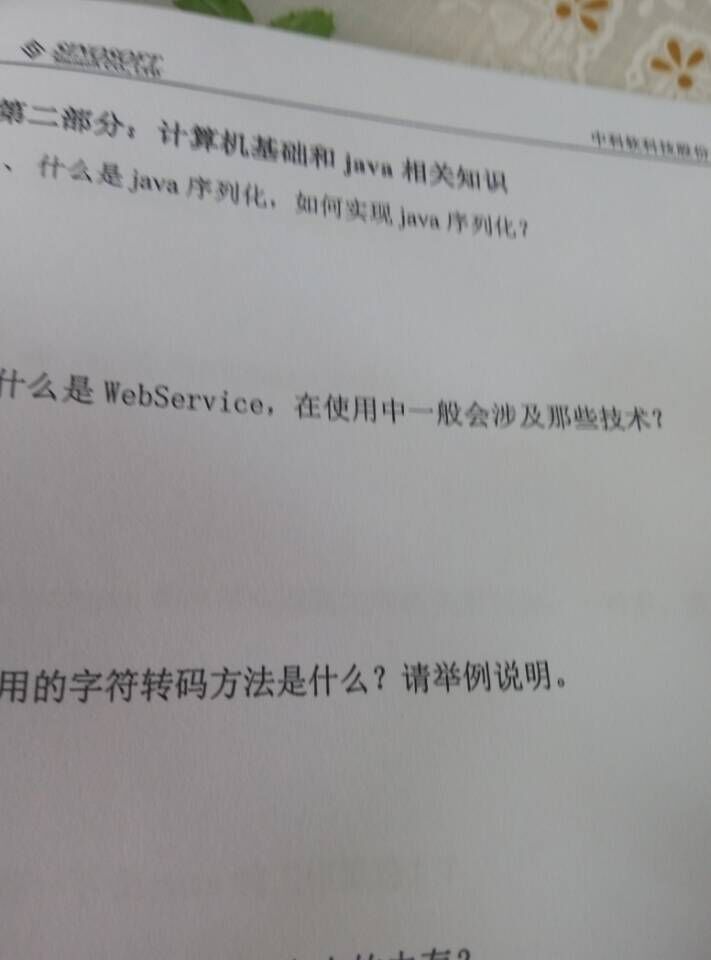 中科软科技股份
第二部分：计算机基础和 java 相关知识
、什么是 java 序列化，如何实现 java 序列化？
什么是 WebService，在使用中一般会涉及那些技术？
用的字符转码方法是什么？请举例说明。